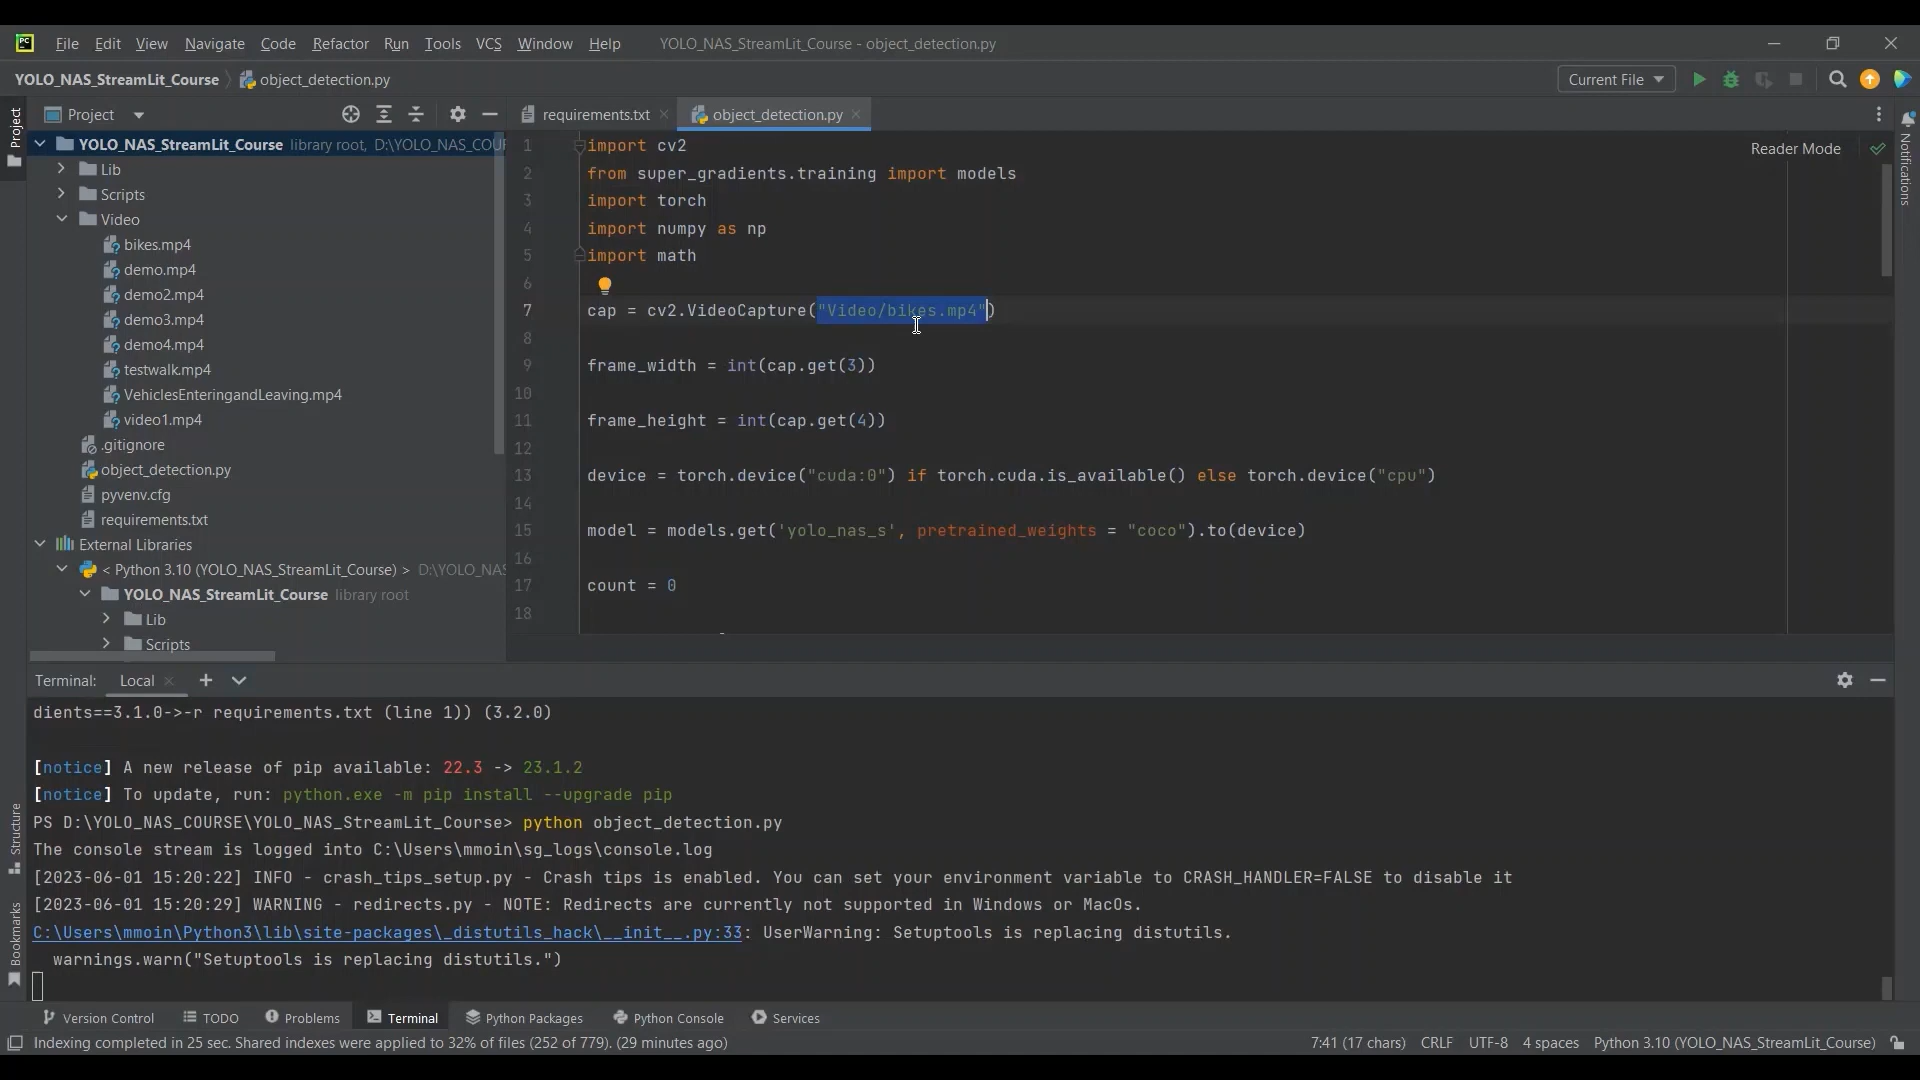 PC File Edit View Navigate Code Refactor Run Tools VCS Window Help YOLO_NAS_StreamLit_Course - object_detection.py
YOLO_NAS_StreamLit_Course object_detection.py Current File
Project
Project
requirements.txt
object_detection.py
Notifications
YOLO_NAS_StreamLit_Course library root, D:\YOLO_NAS_COU
Lib
Scripts
Video
bikes.mp4
demo.mp4
demo2.mp4
demo3.mp4
demo4.mp4
testwalk.mp4
VehiclesEnteringandLeaving.mp4
video1.mp4
.gitignore
object_detection.py
pyvenv.cfg
requirements.txt
External Libraries
< Python 3.10 (YOLO_NAS_StreamLit_Course) > D:\YOLO_NAS
YOLO_NAS_StreamLit_Course library root
Lib
Scripts
Reader Mode
1 import cv2
2 from super_gradients.training import models
3 import torch
4 import numpy as np
5 import math
6
7 cap = cv2.VideoCapture("Video/bikes.mp4")
8
9 frame_width = int(cap.get(3))
10
11 frame_height = int(cap.get(4))
12
13 device = torch.device("cuda:0") if torch.cuda.is_available() else torch.device("cpu")
14
15 model = models.get('yolo_nas_s', pretrained_weights = "coco").to(device)
16
17 count = 0
18
Terminal: Local
dients==3.1.0->-r requirements.txt (line 1)) (3.2.0)
[notice] A new release of pip available: 22.3 -> 23.1.2
[notice] To update, run: python.exe -m pip install --upgrade pip
PS D:\YOLO_NAS_COURSE\YOLO_NAS_StreamLit_Course> python object_detection.py
The console stream is logged into C:\Users\mmoin\sg_logs\console.log
[2023-06-01 15:20:22] INFO - crash_tips_setup.py - Crash tips is enabled. You can set your environment variable to CRASH_HANDLER=FALSE to disable it
[2023-06-01 15:20:29] WARNING - redirects.py - NOTE: Redirects are currently not supported in Windows or MacOs.
C:\Users\mmoin\Python3\lib\site-packages\_distutils_hack\__init__.py:33: UserWarning: Setuptools is replacing distutils.
warnings.warn("Setuptools is replacing distutils.")
Structure
Bookmarks
Version Control TODO Problems Terminal Python Packages Python Console Services
Indexing completed in 25 sec. Shared indexes were applied to 32% of files (252 of 779). (29 minutes ago) 7:41 (17 chars) CRLF UTF-8 4 spaces Python 3.10 (YOLO_NAS_StreamLit_Course)